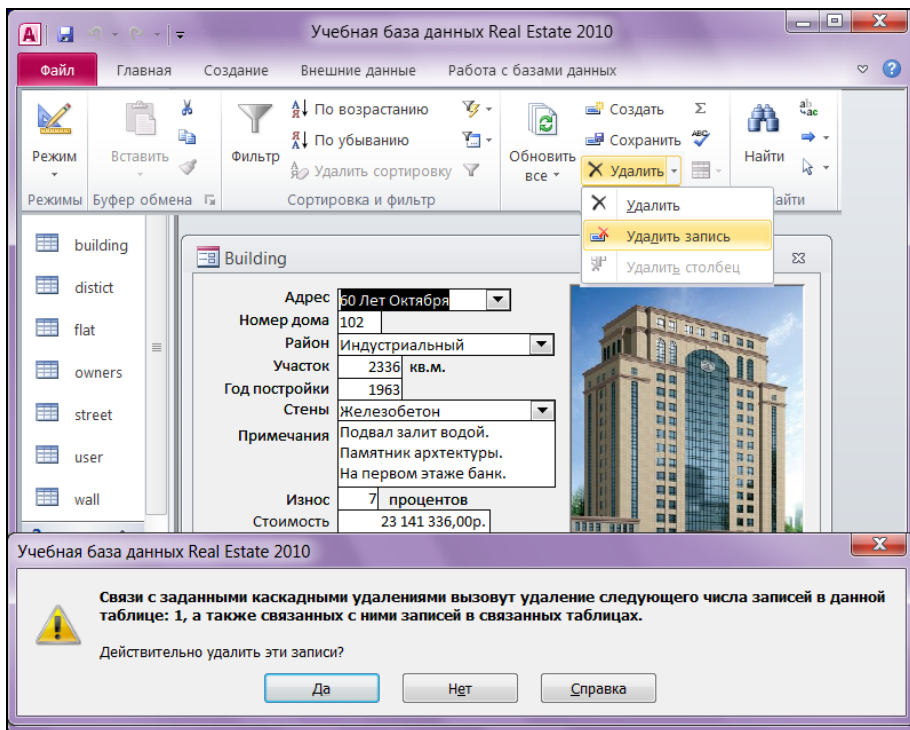 Учебная база данных Real Estate 2010
Файл Главная Создание Внешние данные Работа с базами данных
Режим
Вставить
Фильтр
По возрастанию
По убыванию
Удалить сортировку
Обновить все
Создать
Сохранить
Удалить
Найти
Режимы Буфер обмена Сортировка и фильтр айти
Удалить
Удалить запись
Удалить столбец
building
distict
flat
owners
street
user
wall
Building
Адрес 60 Лет Октября
Номер дома 102
Район Индустриальный
Участок 2336 кв.м.
Год постройки 1963
Стены Железобетон
Примечания Подвал залит водой.
Памятник архтектуры.
На первом этаже банк.
Износ 7 процентов
Стоимость 23 141 336,00р.
Учебная база данных Real Estate 2010
Связи с заданными каскадными удалениями вызовут удаление следующего числа записей в данной
таблице: 1, а также связанных с ними записей в связанных таблицах.
Действительно удалить эти записи?
Да Нет Справка